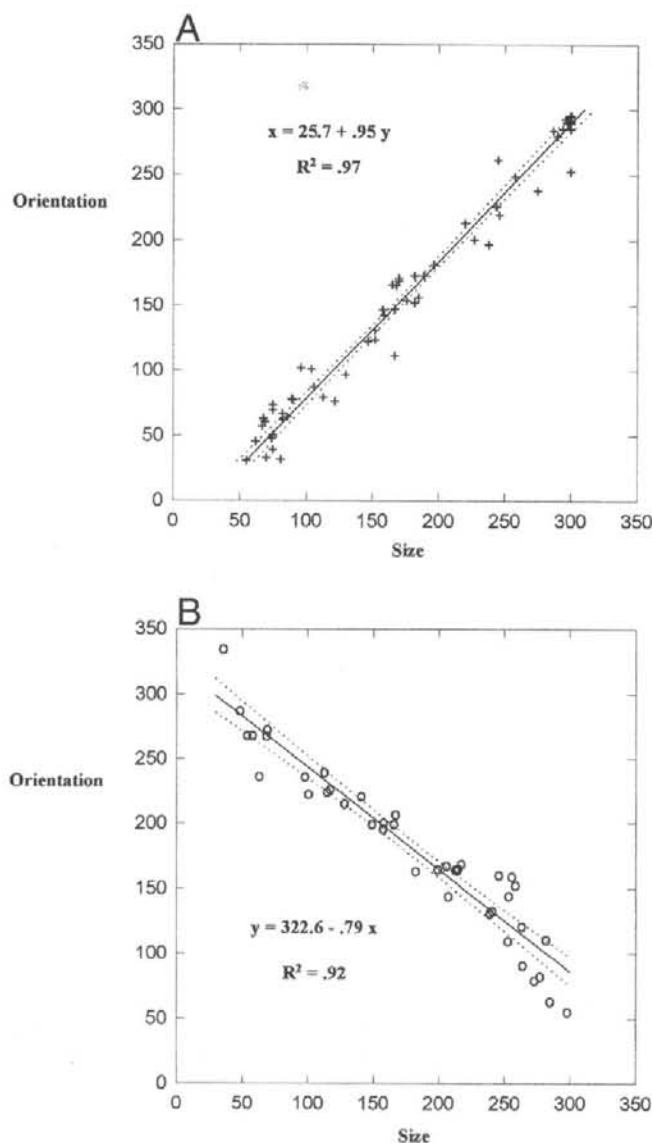 A
350
300
x = 25.7 + .95 y
250
R² = .97
Orientation
200
150
100
50
0
0 50 100 150 200 250 300 350
Size
B
350
300
250
Orientation
200
150
y = 322.6 - .79 x
100
R² = .92
50
0
0 50 100 150 200 250 300 350
Size